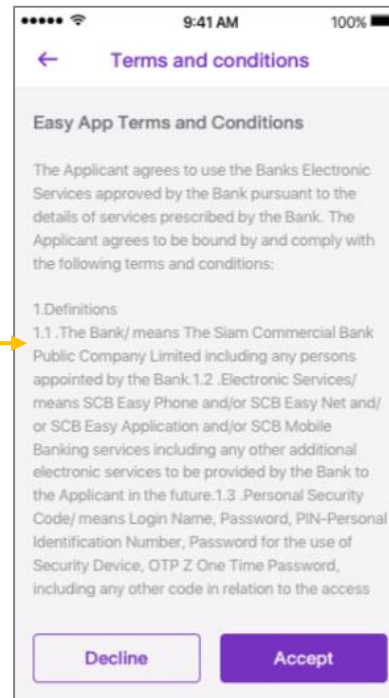 9:41 AM 100%
Terms and conditions
Easy App Terms and Conditions
The Applicant agrees to use the Banks Electronic
Services approved by the Bank pursuant to the
details of services prescribed by the Bank. The
Applicant agrees to be bound by and comply with
the following terms and conditions:
1.Definitions
1.1 .The Bank/ means The Siam Commercial Bank
Public Company Limited including any persons
appointed by the Bank.1.2 .Electronic Services/
means SCB Easy Phone and/or SCB Easy Net and/
or SCB Easy Application and/or SCB Mobile
Banking services including any other additional
electronic services to be provided by the Bank to
the Applicant in the future.1.3 .Personal Security
Code/ means Login Name, Password, PIN-Personal
Identification Number, Password for the use of
Security Device, OTP Z One Time Password,
including any other code in relation to the access
Decline Accept